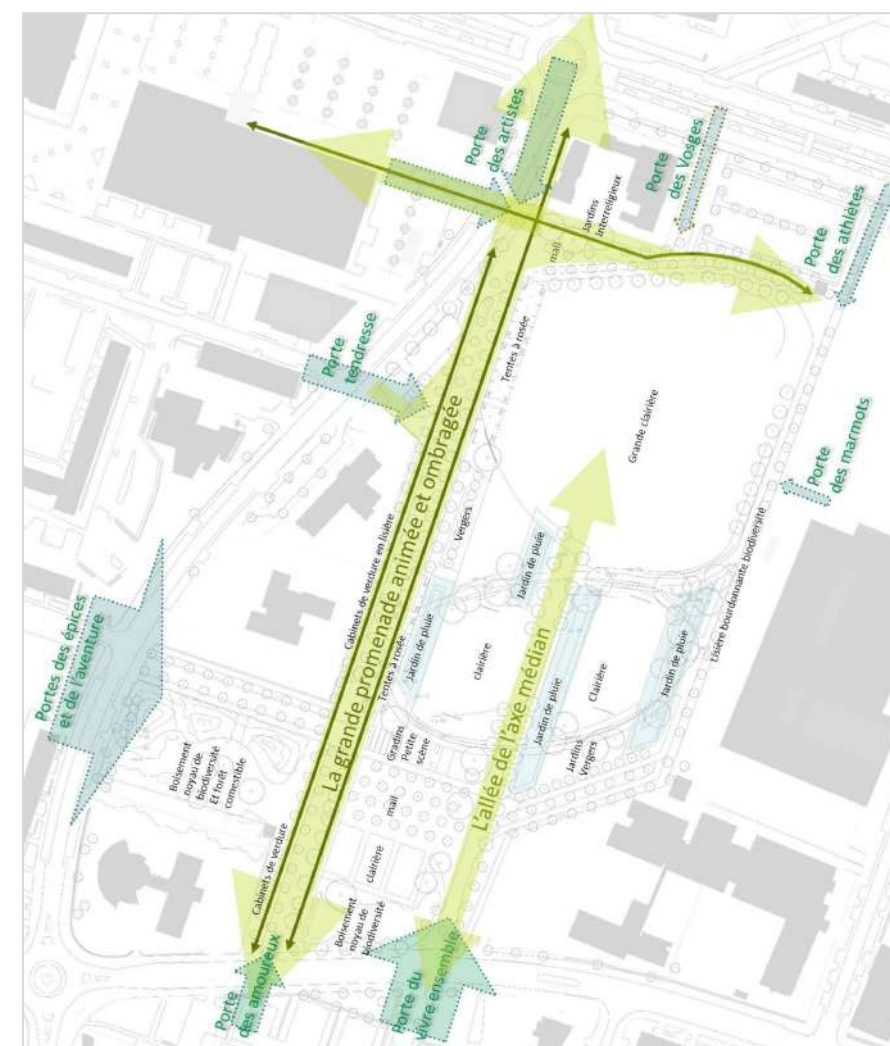 Porte
des artistes
Porte
des Vosges
Jardins
interreligieux
mail
Porte
des athlètes
Porte
tendresse
Tentes à rosée
La grande promenade animée et ombragée
Cabinets de verdure en lisière
Vergers
Grande clairière
Porte
des marmots
Lisière bourdonnante biodiversité
Jardin de pluie
Jardin de pluie
clairière
Jardin de pluie
Clairière
Jardin de pluie
Portes des épices
et de l'aventure
Tentes à rosée
Gradins
Petite
scène
L'allée de l'axe médian
Jardins
Vergers
Boisement
noyau de
biodiversité
Et forêt
comestible
mail
clairière
Cabinets de verdure
Boisement
noyau de
biodiversité
Porte
des amoureux
Porte du
vivre ensemble